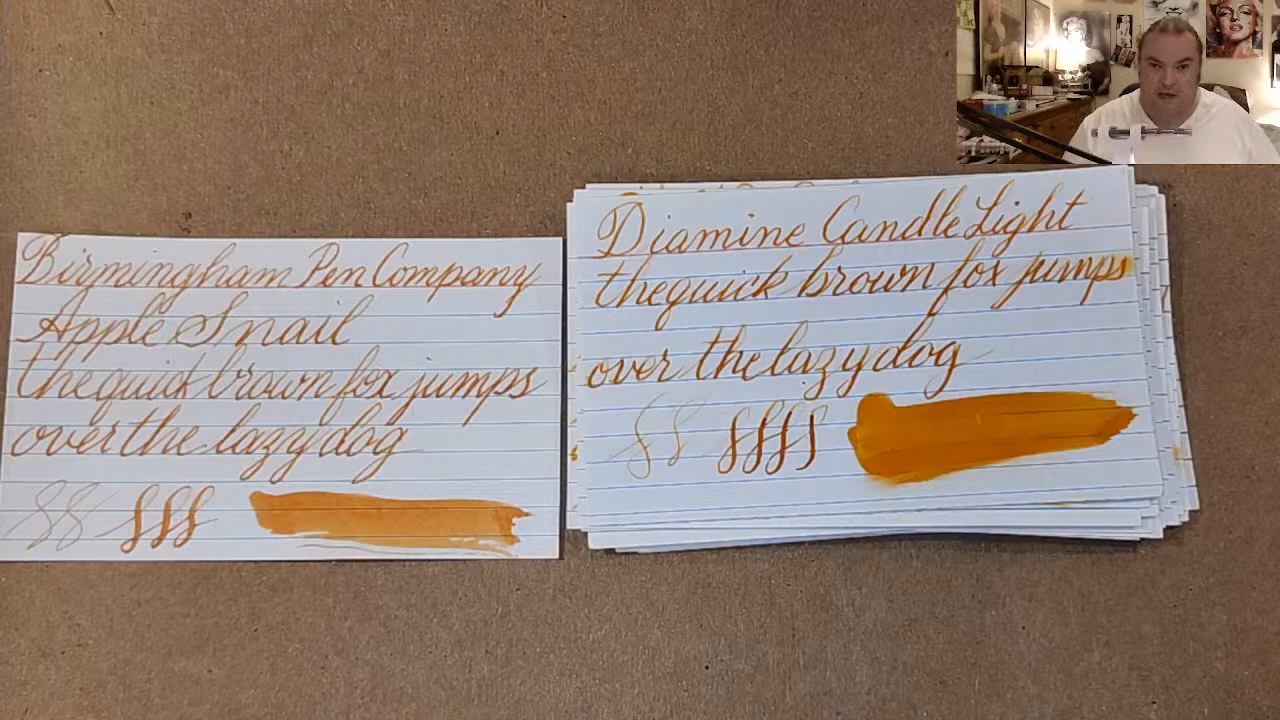 Birmingham Pen Company
Apple Snail
the quick brown fox jumps
over the lazy dog
Diamine Candle Light
the quick brown fox jumps
over the lazy dog